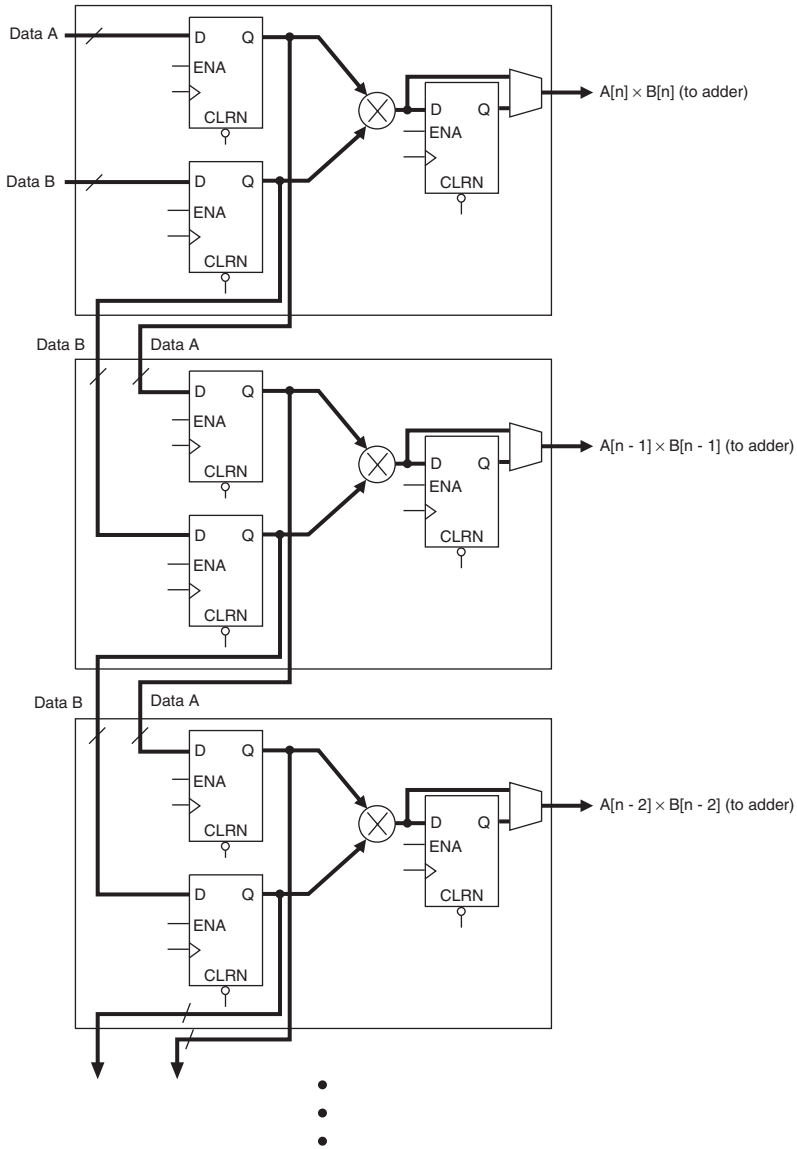 Data A
D Q
ENA
CLRN
D Q
ENA
CLRN
A[n] × B[n] (to adder)
Data B
D Q
ENA
CLRN
Data B
Data A
D Q
ENA
CLRN
D Q
ENA
CLRN
A[n - 1] × B[n - 1] (to adder)
D Q
ENA
CLRN
Data B
Data A
D Q
ENA
CLRN
D Q
ENA
CLRN
A[n - 2] × B[n - 2] (to adder)
D Q
ENA
CLRN